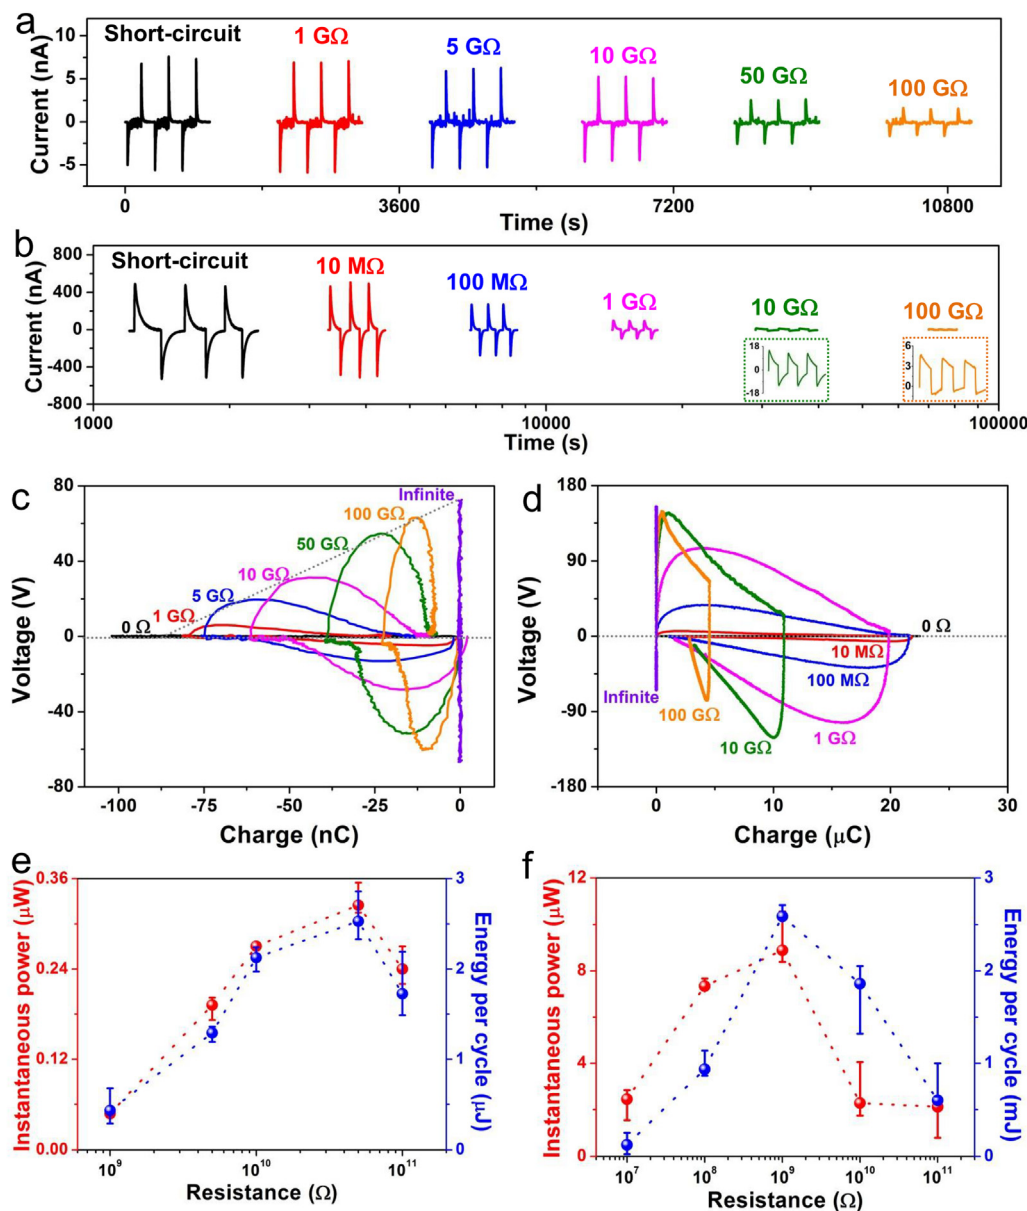 a
Short-circuit
1 GΩ
5 GΩ
10 GΩ
50 GΩ
100 GΩ
10
5
0
-5
Current (nA)
0
3600
7200
10800
Time (s)
b
Short-circuit
10 MΩ
100 MΩ
1 GΩ
10 GΩ
100 GΩ
800
400
0
-400
-800
Current (nA)
18
0
-18
6
3
0
1000
10000
100000
Time (s)
c
Infinite
100 GΩ
50 GΩ
10 GΩ
5 GΩ
1 GΩ
0 Ω
80
40
0
-40
-80
Voltage (V)
-100
-75
-50
-25
0
Charge (nC)
d
0 Ω
10 MΩ
100 MΩ
Infinite
100 GΩ
10 GΩ
1 GΩ
180
90
0
-90
-180
Voltage (V)
0
10
20
30
Charge (μC)
e
0.36
0.24
0.12
0.00
Instantaneous power (μW)
3
2
1
0
Energy per cycle (μJ)
10⁹
10¹⁰
10¹¹
Resistance (Ω)
f
12
8
4
0
Instantaneous power (μW)
3
2
1
0
Energy per cycle (mJ)
10⁷
10⁸
10⁹
10¹⁰
10¹¹
Resistance (Ω)